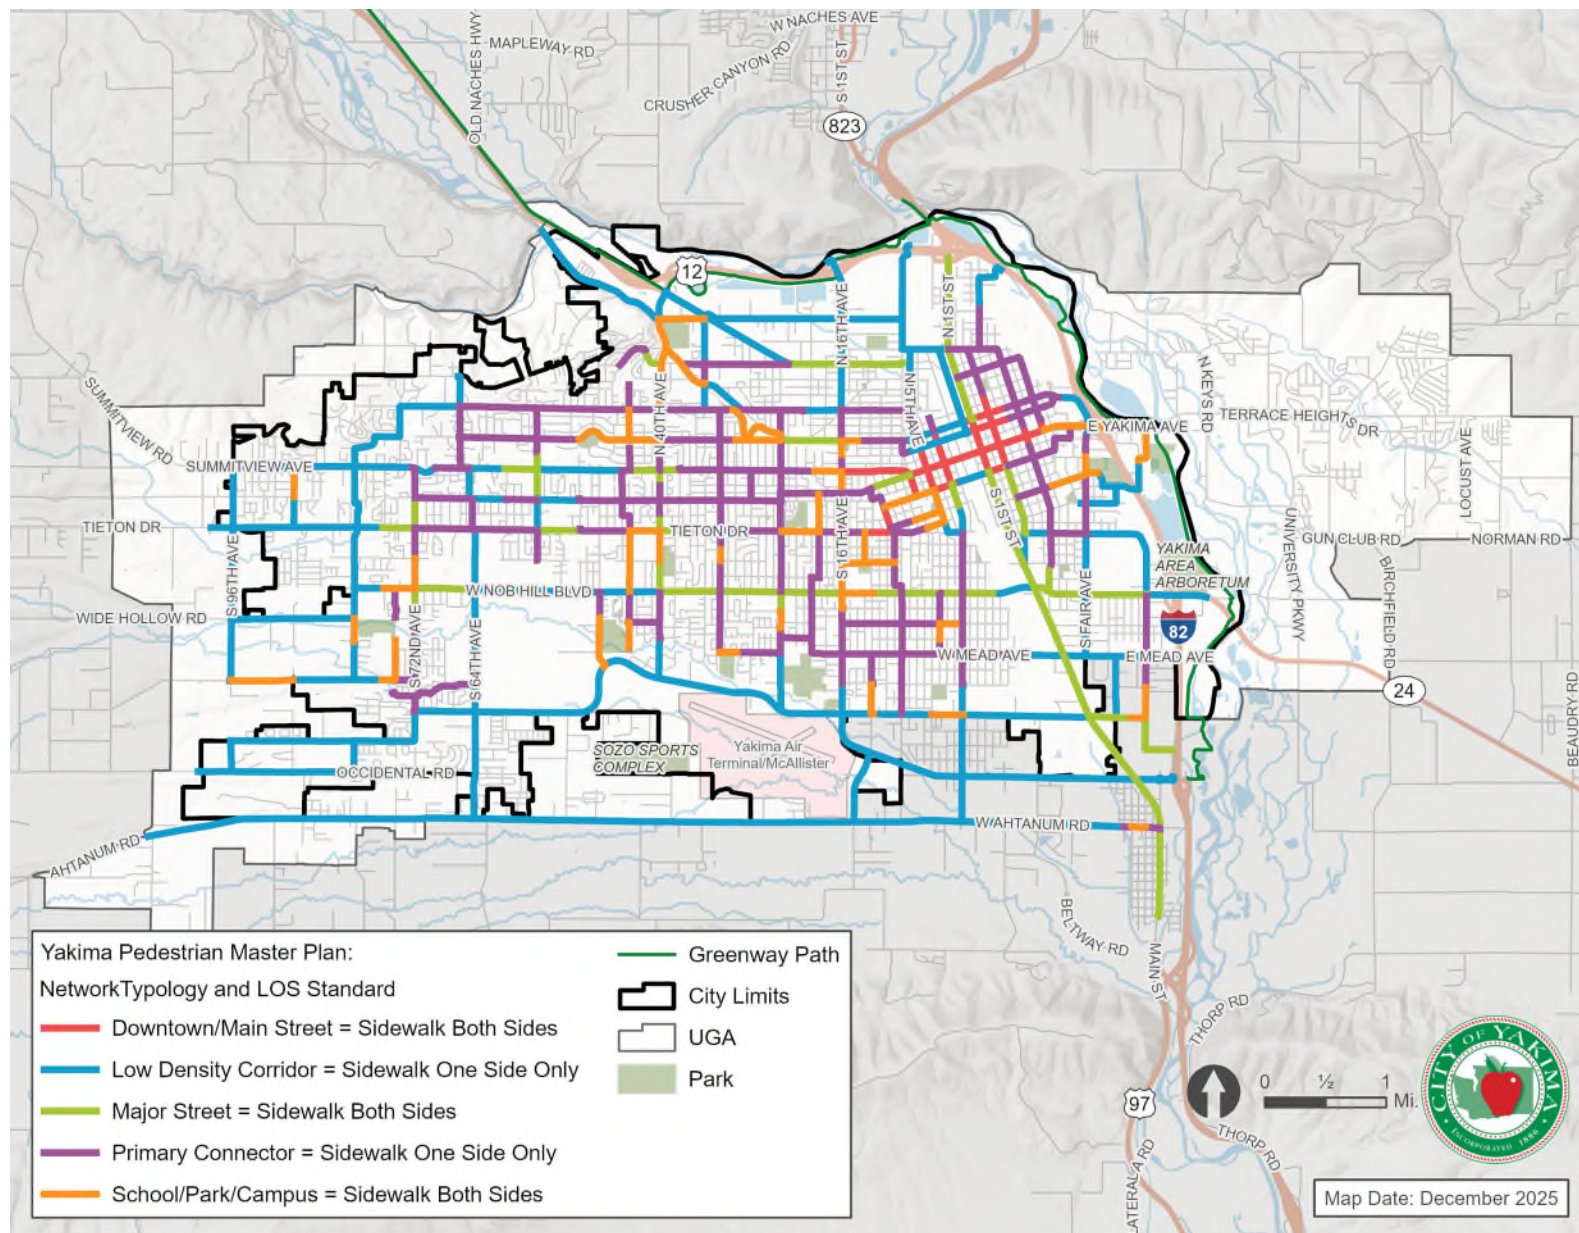 W NACHES AVE
OLD NACHES HWY
MAPLEWAY RD
CRUSHER CANYON RD
S 1ST ST
823
12
N 16TH AVE
N 1ST ST
N 40TH AVE
N 5TH AVE
N KEYS RD
TERRACE HEIGHTS DR
E YAKIMA AVE
LOCUST AVE
SUMMITVIEW RD
SUMMITVIEW AVE
TIETON DR
TIETON DR
S 16TH AVE
S 1ST ST
UNIVERSITY PKWY
GUN CLUB RD
NORMAN RD
YAKIMA
AREA
ARBORETUM
BIRCHFIELD RD
S 96TH AVE
W NOB HILL BLVD
S FAIR AVE
WIDE HOLLOW RD
S 72ND AVE
S 64TH AVE
82
W MEAD AVE
E MEAD AVE
24
BEAUDRY RD
SOZO SPORTS
COMPLEX
Yakima Air
Terminal/McAllister
OCCIDENTAL RD
W AHTANUM RD
AHTANUM RD
BELTWAY RD
MAIN ST
THORP RD
97
THORP RD
LATERAL A RD
Yakima Pedestrian Master Plan:
NetworkTypology and LOS Standard
Downtown/Main Street = Sidewalk Both Sides
Low Density Corridor = Sidewalk One Side Only
Major Street = Sidewalk Both Sides
Primary Connector = Sidewalk One Side Only
School/Park/Campus = Sidewalk Both Sides
Greenway Path
City Limits
UGA
Park
0 ½ 1
Mi.
CITY OF YAKIMA
INCORPORATED 1886
Map Date: December 2025